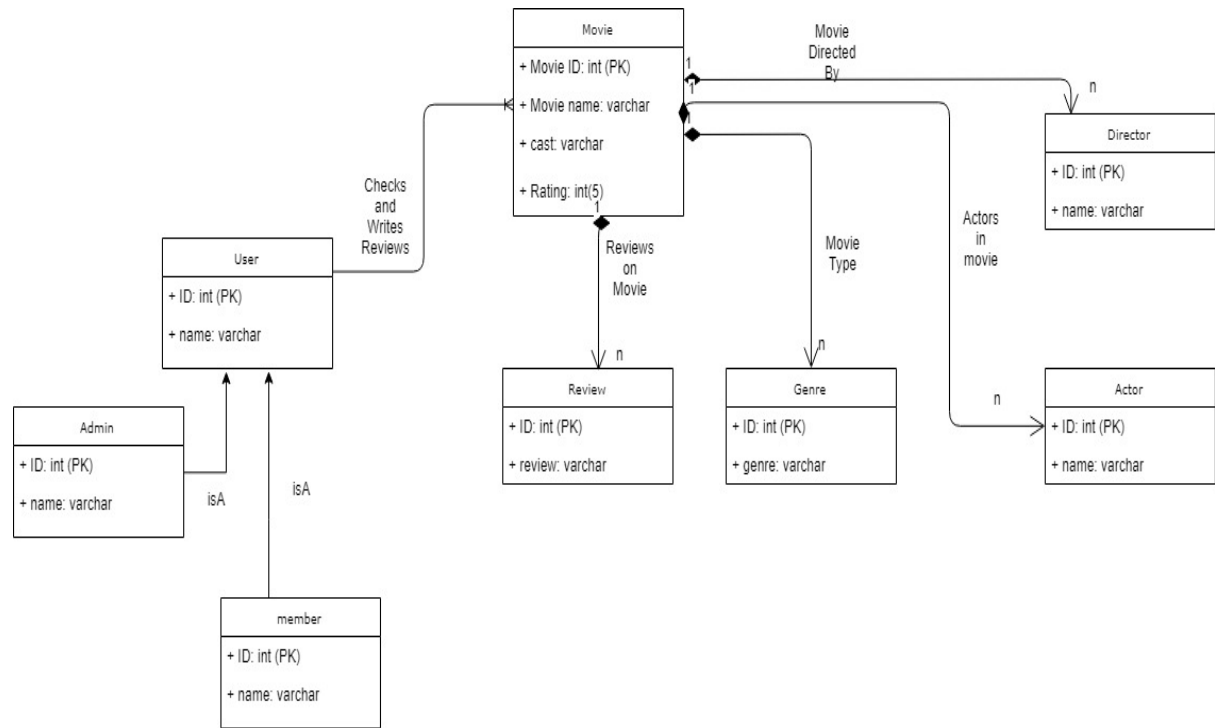 Movie
+ Movie ID: int (PK)
+ Movie name: varchar
+ cast: varchar
+ Rating: int(5)
1
1
1
1
Movie
Directed
By
n
Director
+ ID: int (PK)
+ name: varchar
Checks
and
Writes
Reviews
Reviews
on
Movie
Movie
Type
Actors
in
movie
User
+ ID: int (PK)
+ name: varchar
n
n
n
Review
+ ID: int (PK)
+ review: varchar
Genre
+ ID: int (PK)
+ genre: varchar
Actor
+ ID: int (PK)
+ name: varchar
Admin
+ ID: int (PK)
+ name: varchar
isA
isA
member
+ ID: int (PK)
+ name: varchar